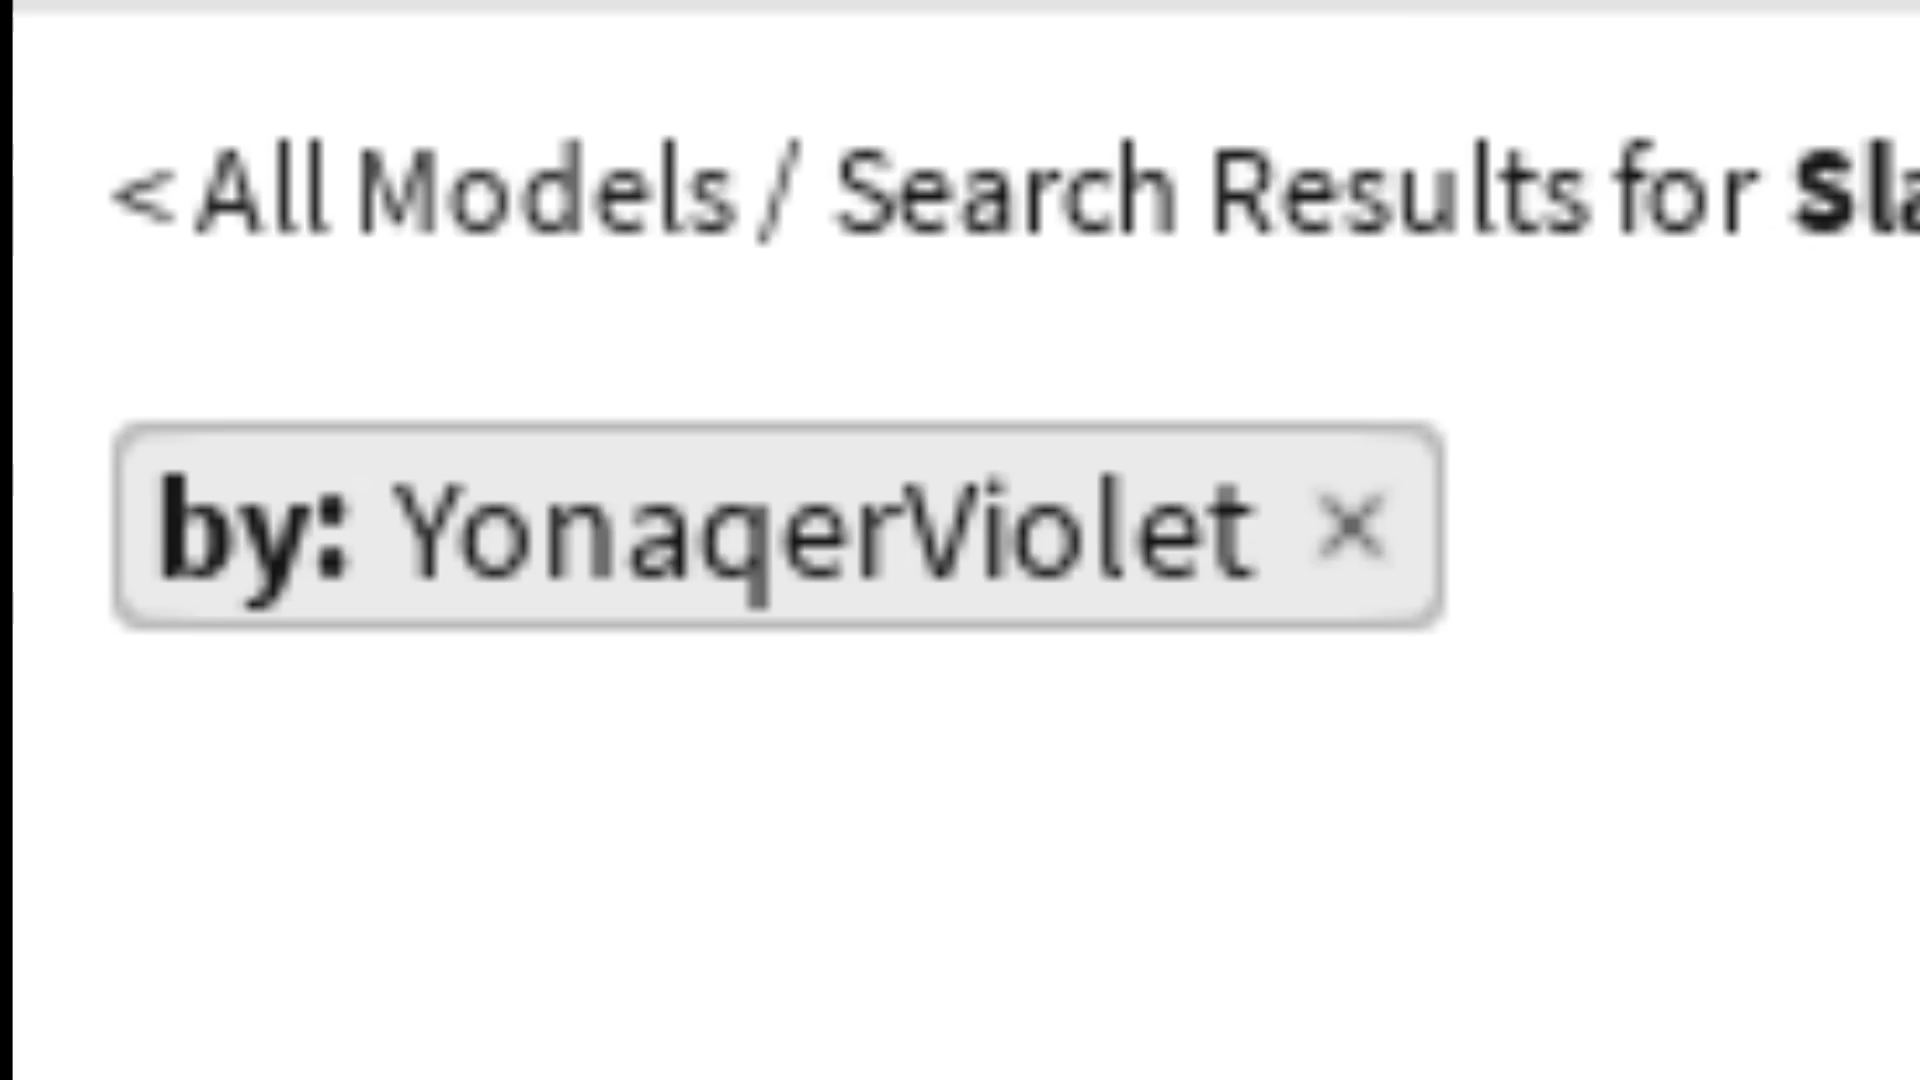 < All Models / Search Results for
by: YonaqerViolet ×